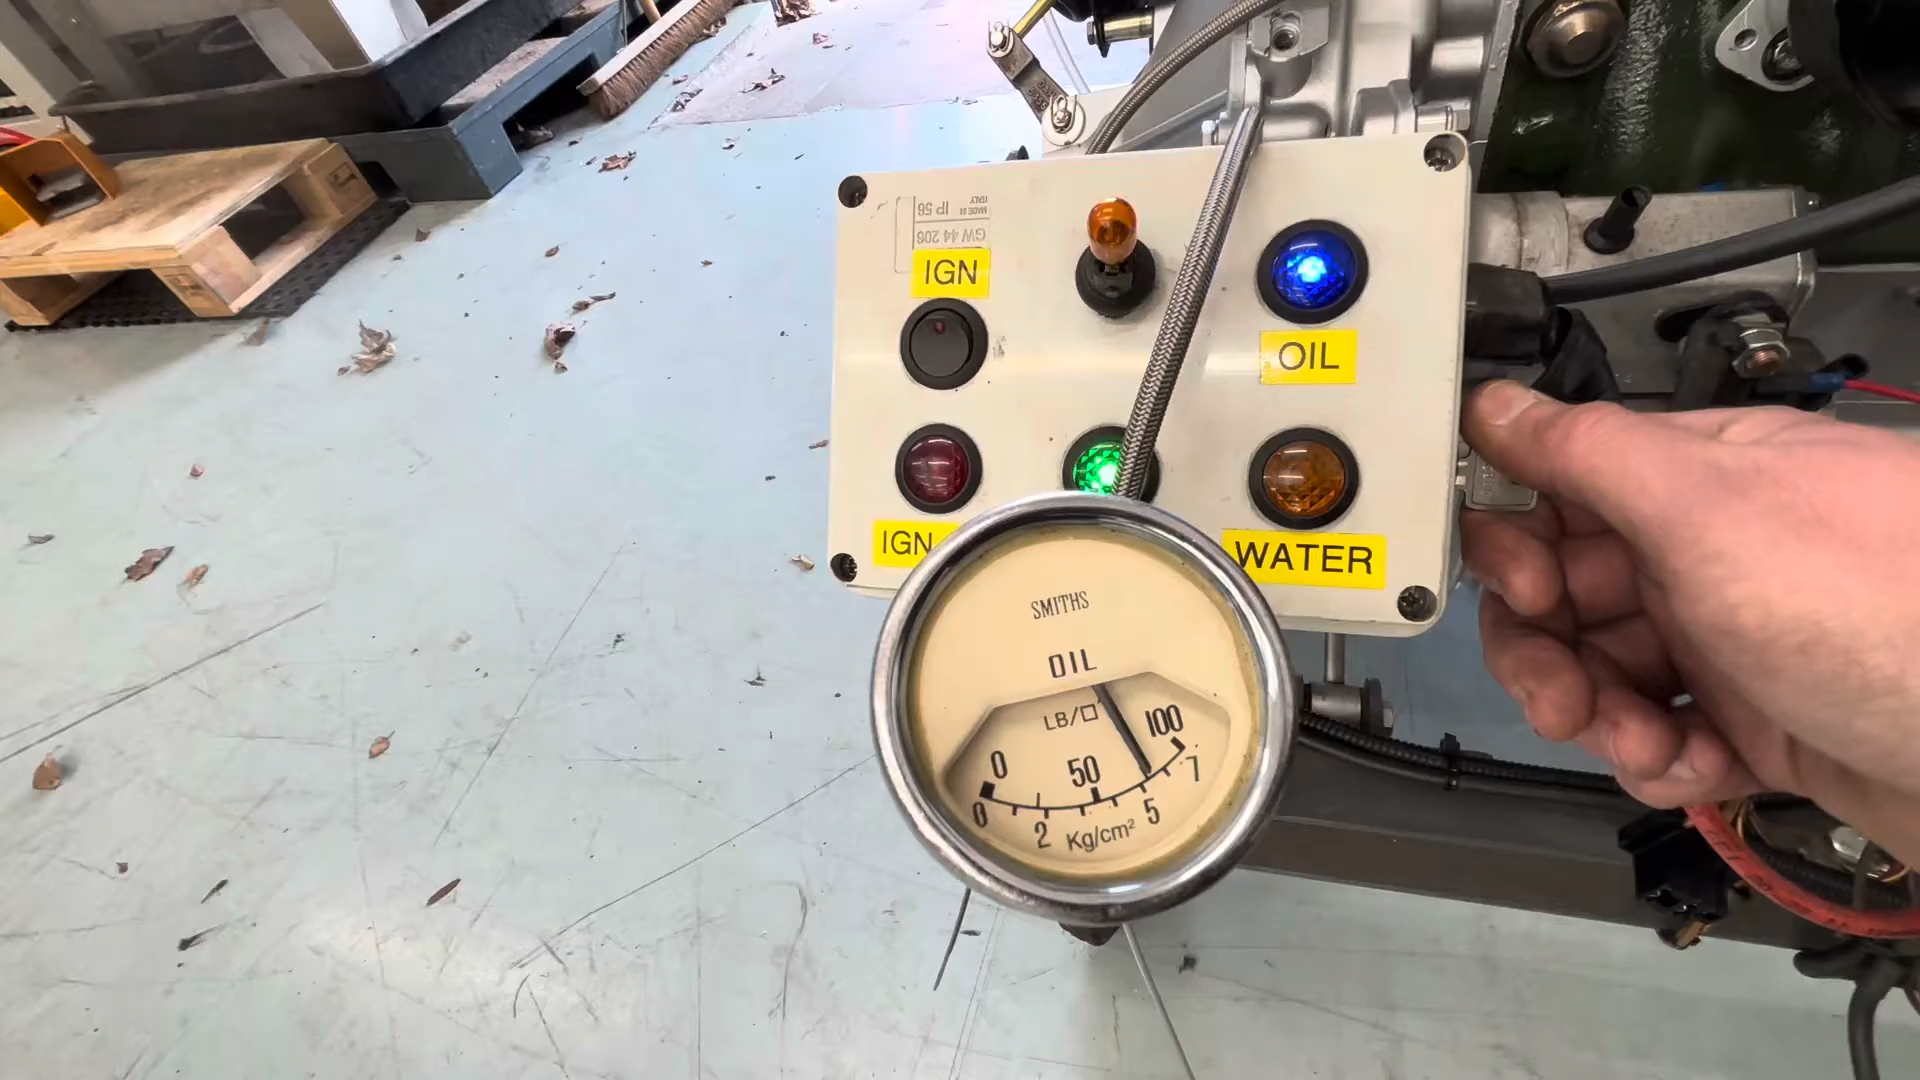 GW 44 206
MADE IN
ITALY
IP 56
IGN
OIL
IGN
WATER
SMITHS
OIL
LB/□"
0
50
100
0
2
5
7
Kg/cm²